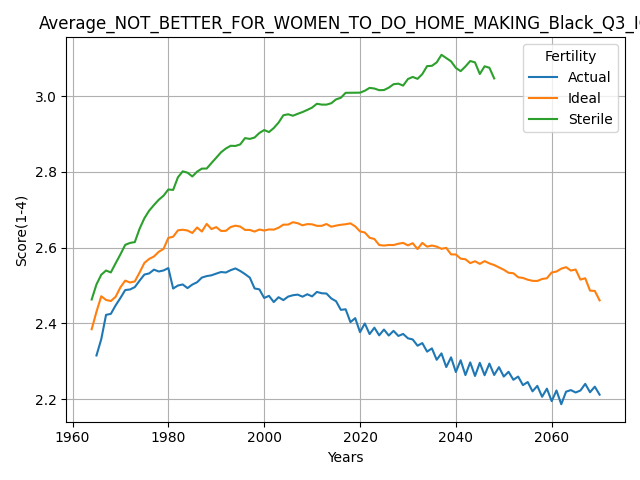 Average_NOT_BETTER_FOR_WOMEN_TO_DO_HOME_MAKING_Black_Q3_I
Fertility
Actual
Ideal
Sterile
Score(1-4)
3.0
2.8
2.6
2.4
2.2
1960 1980 2000 2020 2040 2060
Years